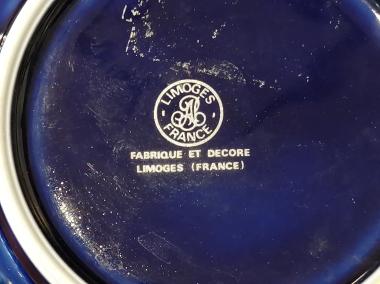 LIMOGES
FRANCE
FABRIQUE ET DECORE
LIMOGES (FRANCE)